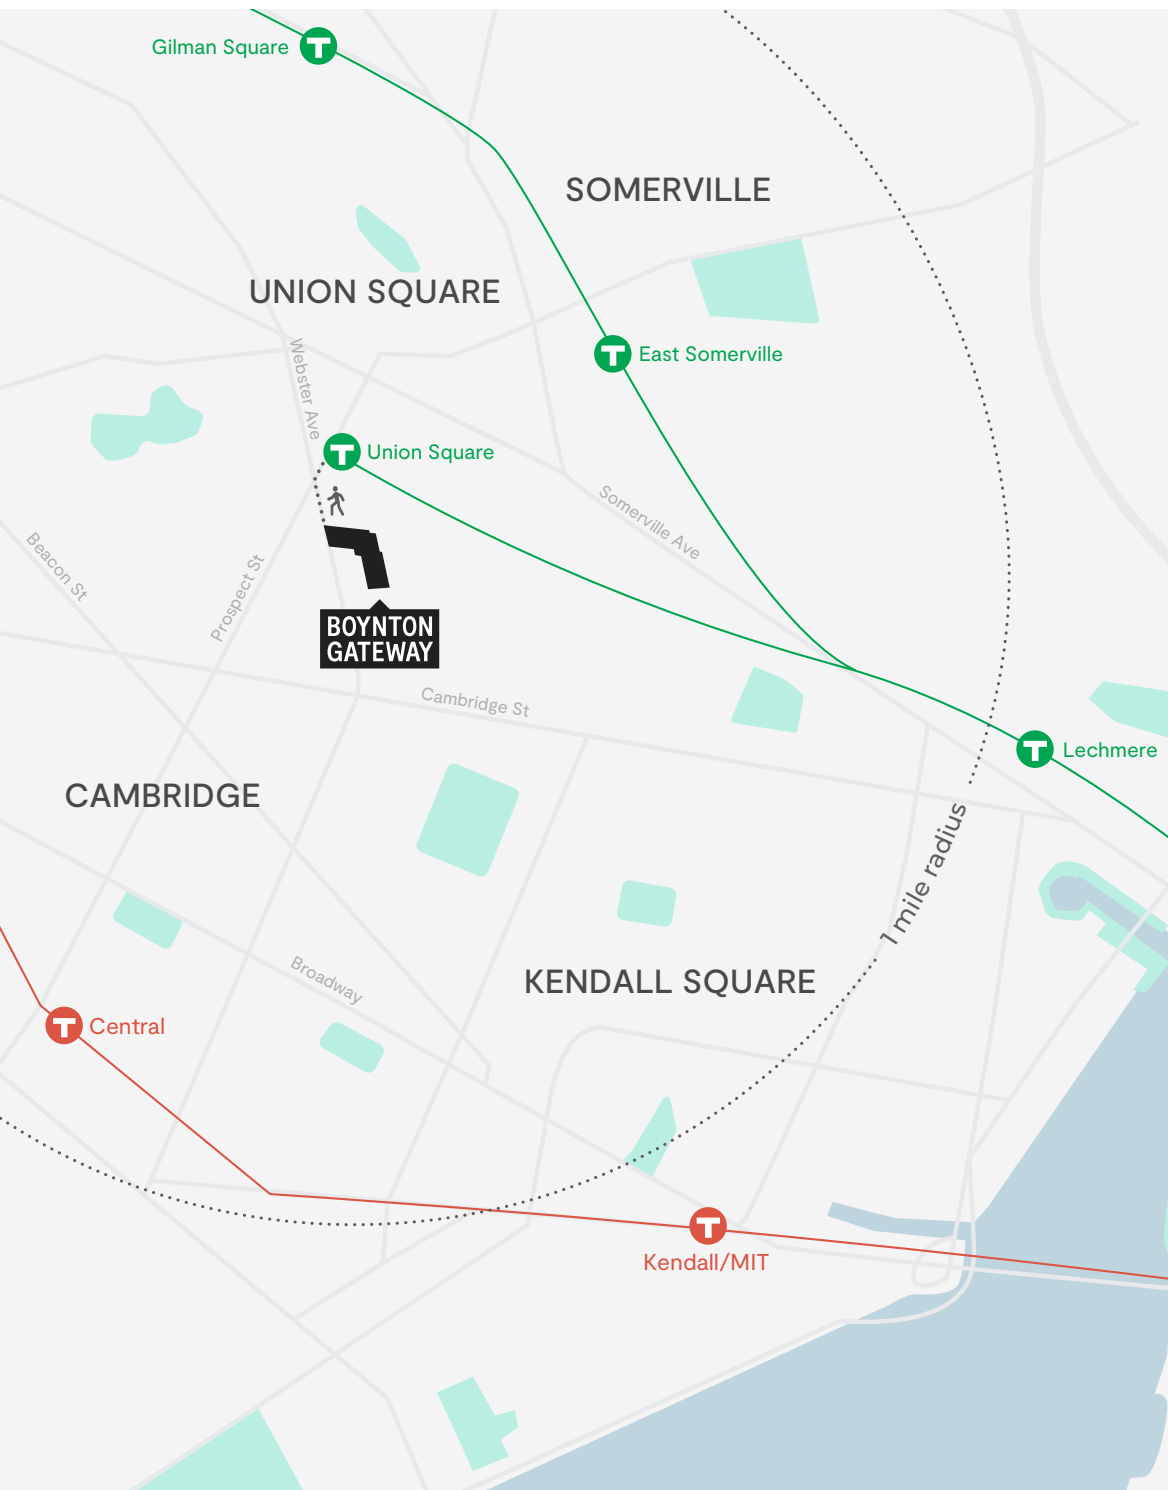 Gilman Square
SOMERVILLE
UNION SQUARE
Webster Ave
East Somerville
Union Square
Somerville Ave
Beacon St
Prospect St
BOYNTON
GATEWAY
Cambridge St
Lechmere
CAMBRIDGE
1 mile radius
Broadway
KENDALL SQUARE
Central
Kendall/MIT